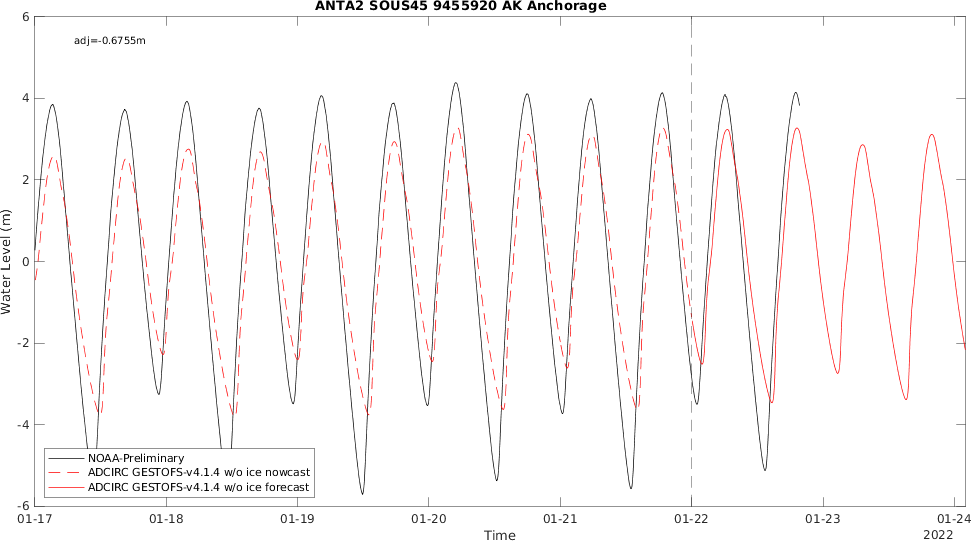 ANTA2 SOUS45 9455920 AK Anchorage
adj=-0.6755m
Water Level (m)
6
4
2
0
-2
-4
-6
NOAA-Preliminary
ADCIRC GESTOFS-v4.1.4 w/o ice nowcast
ADCIRC GESTOFS-v4.1.4 w/o ice forecast
01-17 01-18 01-19 01-20 01-21 01-22 01-23 01-24
Time
2022